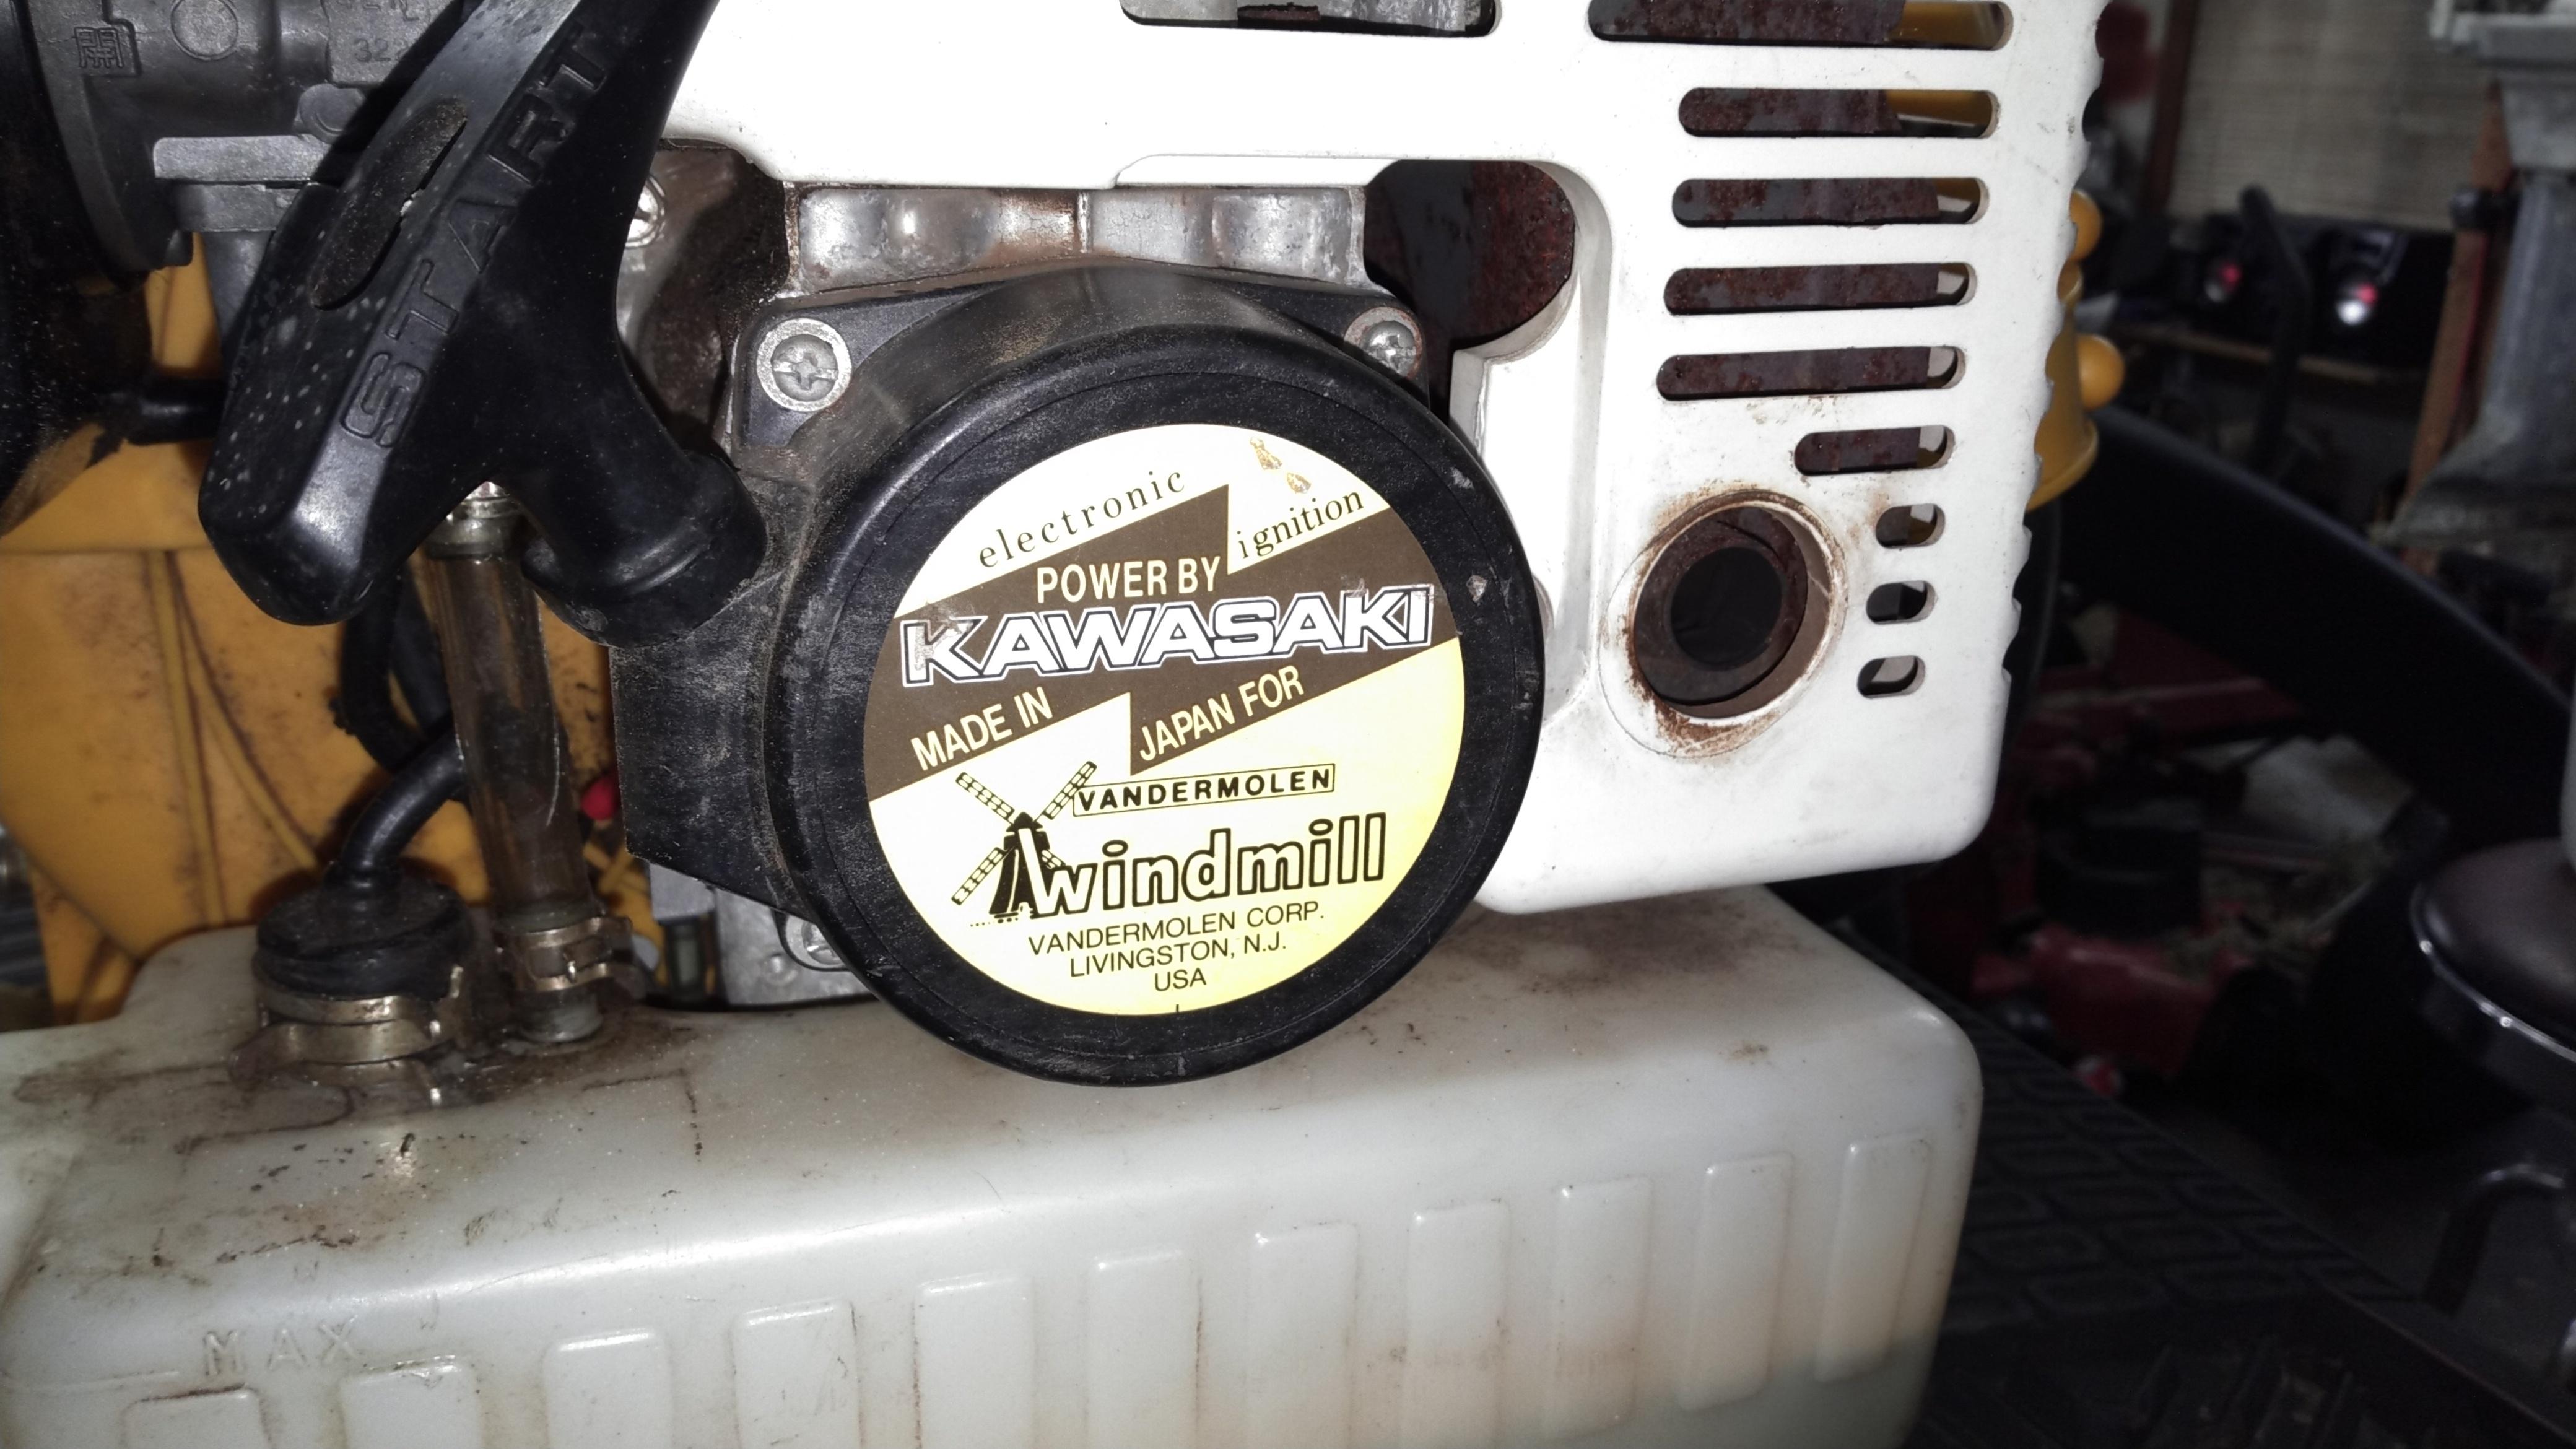 START
electronic
ignition
POWER BY
KAWASAKI
MADE IN
JAPAN FOR
VANDERMOLEN
windmill
VANDERMOLEN CORP.
LIVINGSTON, N.J.
USA
MAX